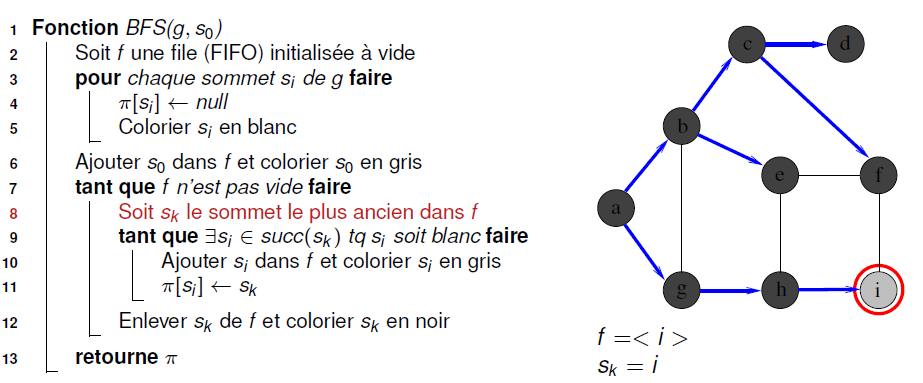 1 Fonction BFS(g, s₀)
2 Soit f une file (FIFO) initialisée à vide
3 pour chaque sommet sᵢ de g faire
4 π[sᵢ] ← null
5 Colorier sᵢ en blanc
6 Ajouter s₀ dans f et colorier s₀ en gris
7 tant que f n'est pas vide faire
8 Soit sₖ le sommet le plus ancien dans f
9 tant que ∃sᵢ ∈ succ(sₖ) tq sᵢ soit blanc faire
10 Ajouter sᵢ dans f et colorier sᵢ en gris
11 π[sᵢ] ← sₖ
12 Enlever sₖ de f et colorier sₖ en noir
13 retourne π
c d
b
e f
a
g h i
f =< i >
sₖ = i